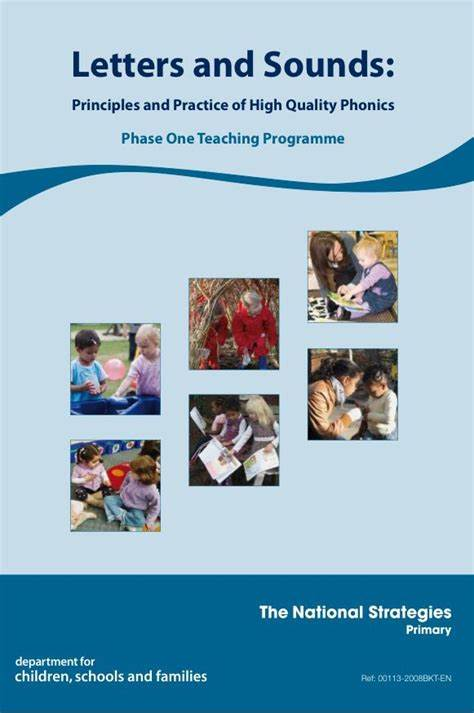 Letters and Sounds:
Principles and Practice of High Quality Phonics
Phase One Teaching Programme
The National Strategies
Primary
department for
children, schools and families
Ref: 00113-2008BKT-EN